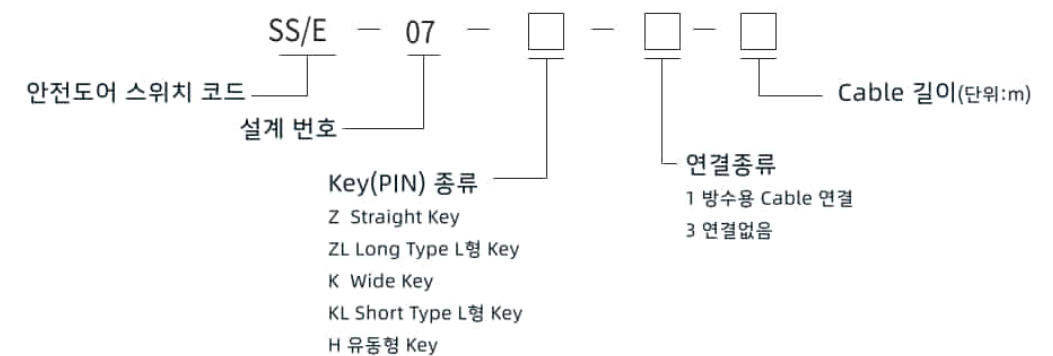 SS/E - 07 - □ - □ - □
안전도어 스위치 코드
Cable 길이(단위:m)
설계 번호
연결종류
1 방수용 Cable 연결
3 연결없음
Key(PIN) 종류
Z Straight Key
ZL Long Type L형 Key
K Wide Key
KL Short Type L형 Key
H 유동형 Key